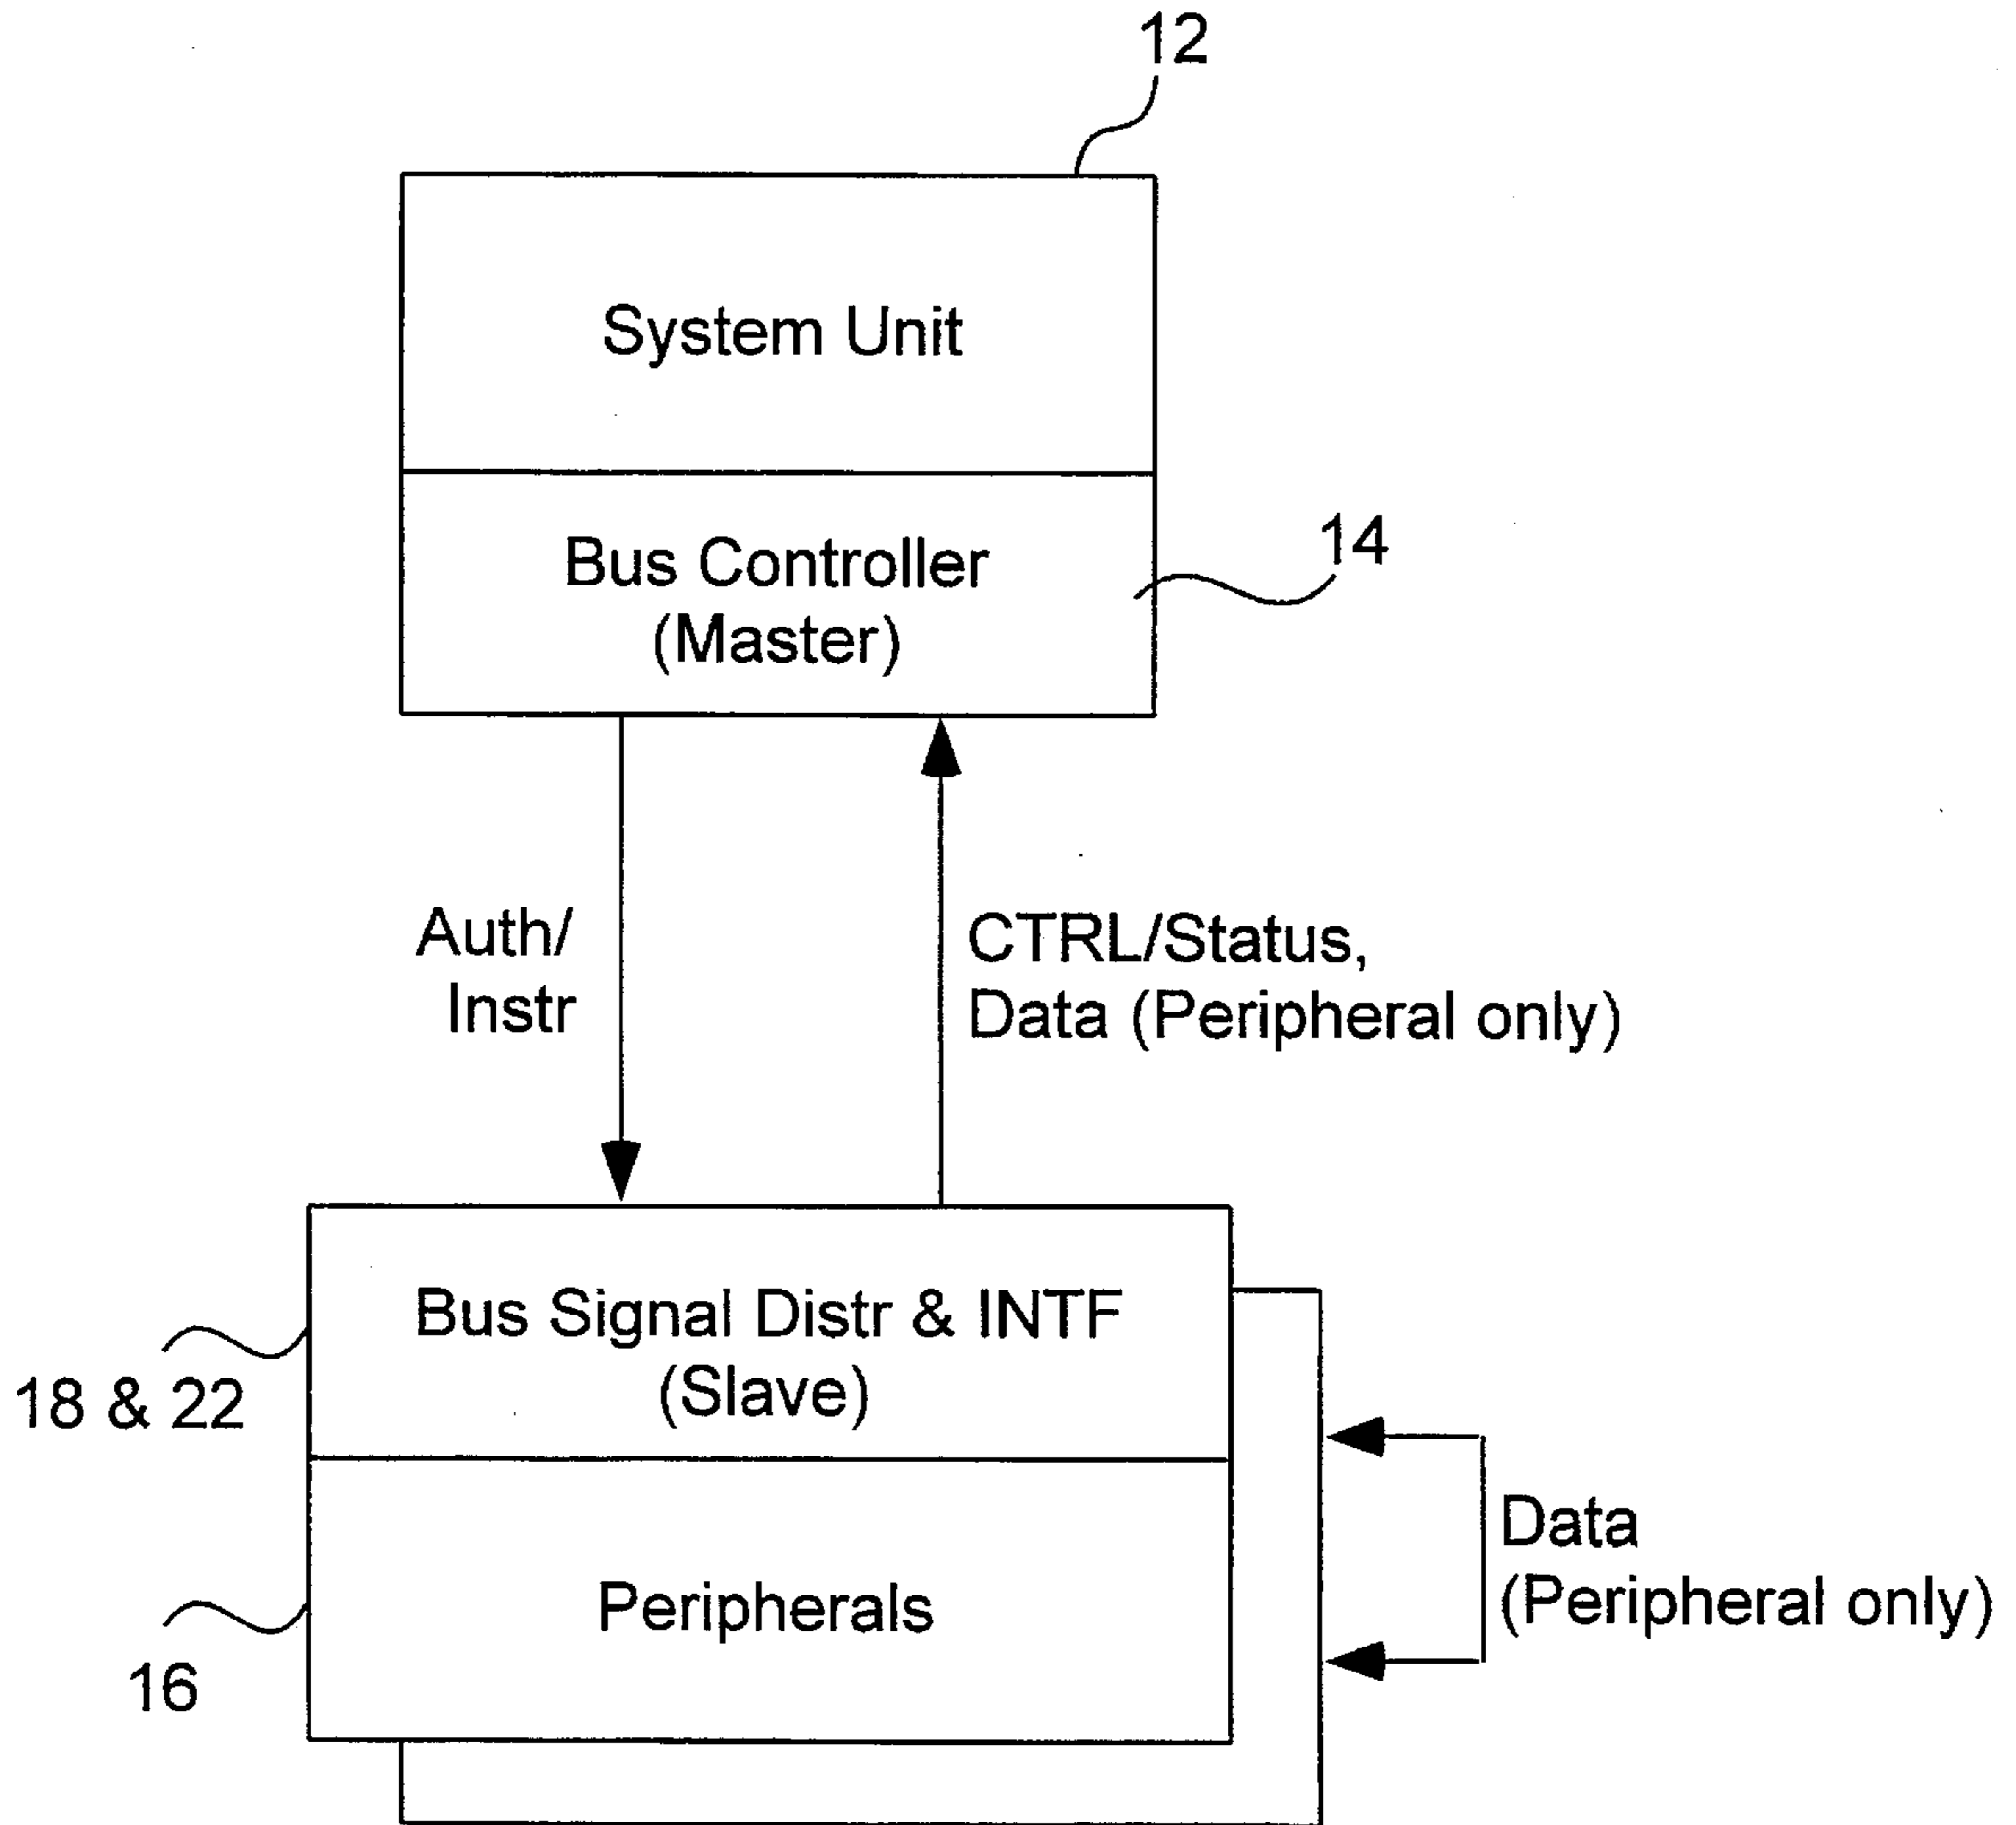 12
System Unit
Bus Controller
(Master)
14
Auth/
Instr
CTRL/Status,
Data (Peripheral only)
Bus Signal Distr & INTF
(Slave)
18 & 22
Peripherals
16
Data
(Peripheral only)